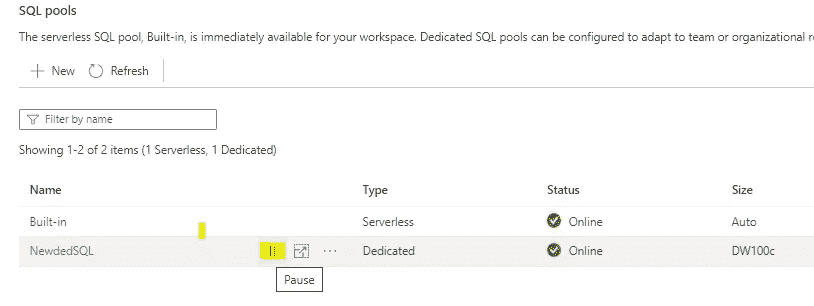 SQL pools
The serverless SQL pool, Built-in, is immediately available for your workspace. Dedicated SQL pools can be configured to adapt to team or organizational
New Refresh
Filter by name
Showing 1-2 of 2 items (1 Serverless, 1 Dedicated)
Name Type Status Size
Built-in Serverless Online Auto
NewdedSQL ... Dedicated Online DW100c
Pause